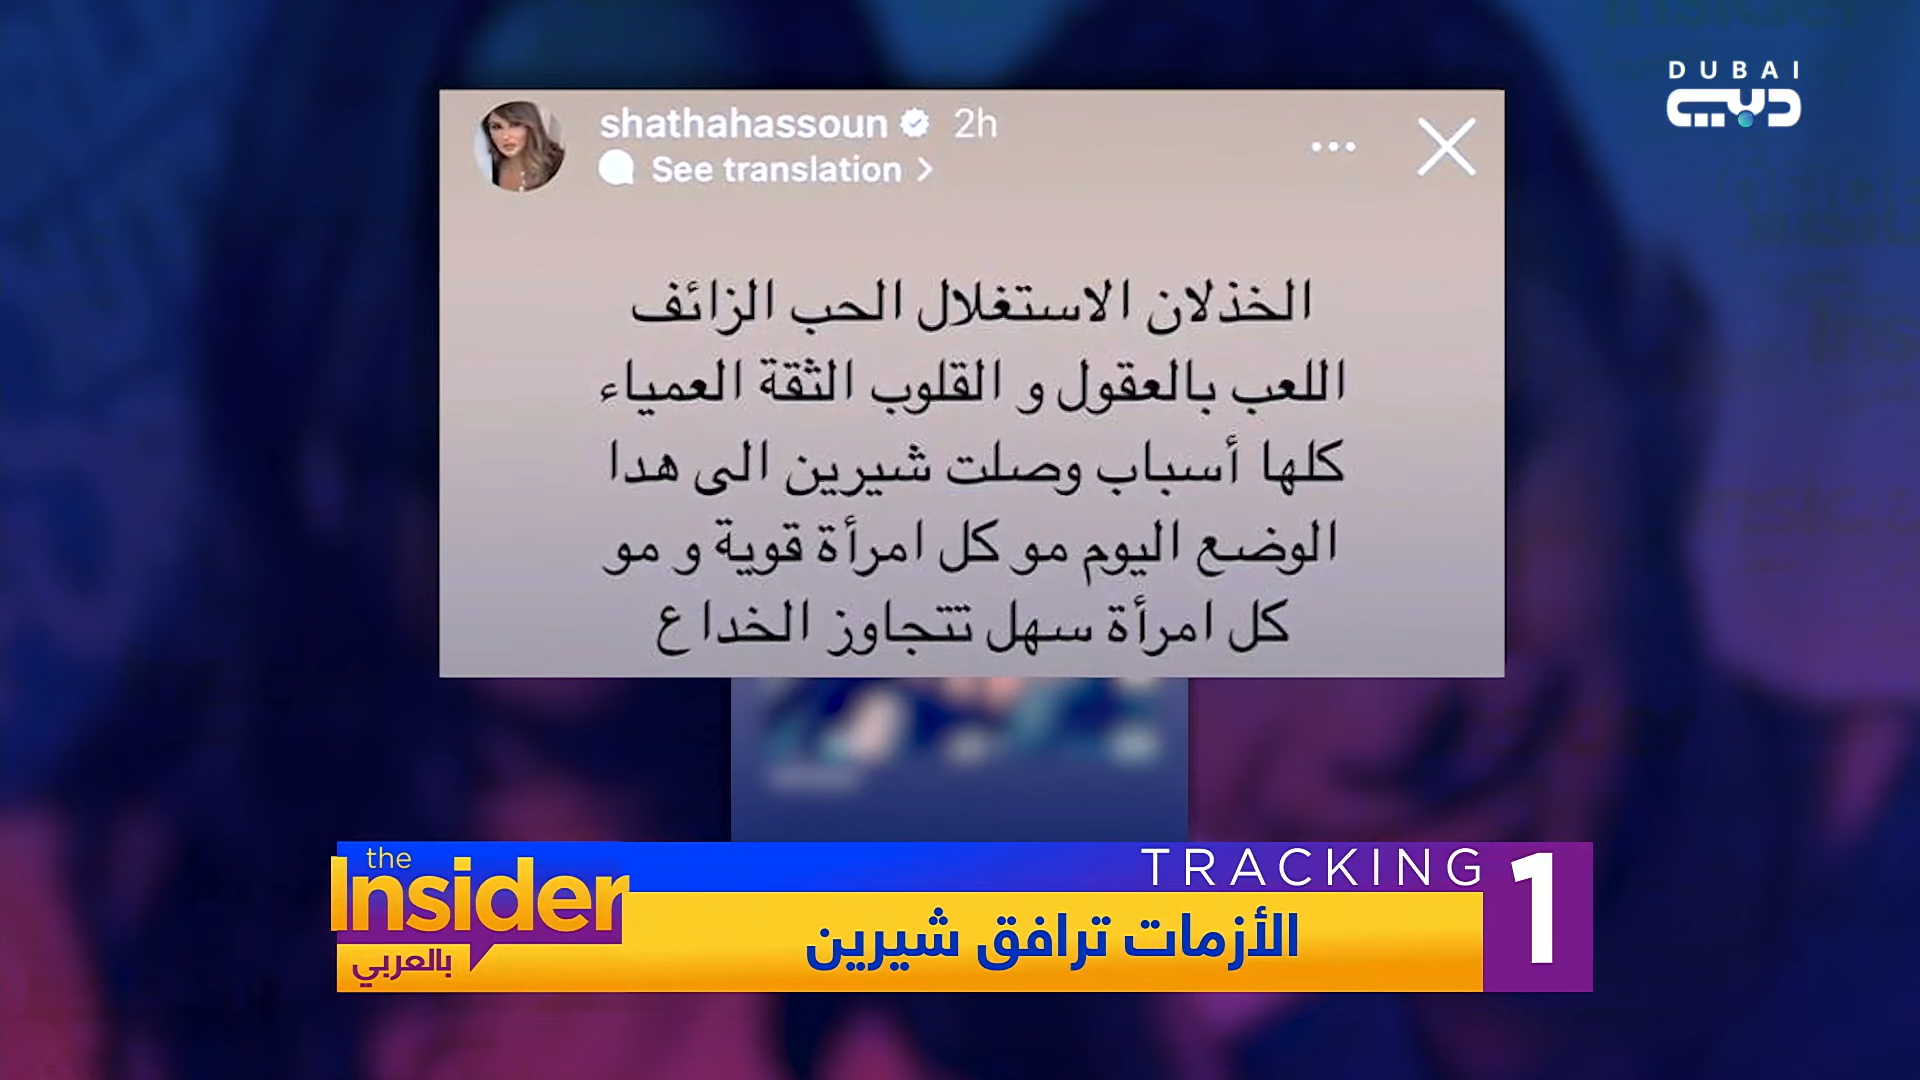 DUBAI
دبي
shathahassoun 2h
See translation >
الخذلان الاستغلال الحب الزائف
اللعب بالعقول و القلوب الثقة العمياء
كلها أسباب وصلت شيرين الى هدا
الوضع اليوم مو كل امرأة قوية و مو
كل امرأة سهل تتجاوز الخداع
the
Insider
بالعربي
TRACKING
1
الأزمات ترافق شيرين